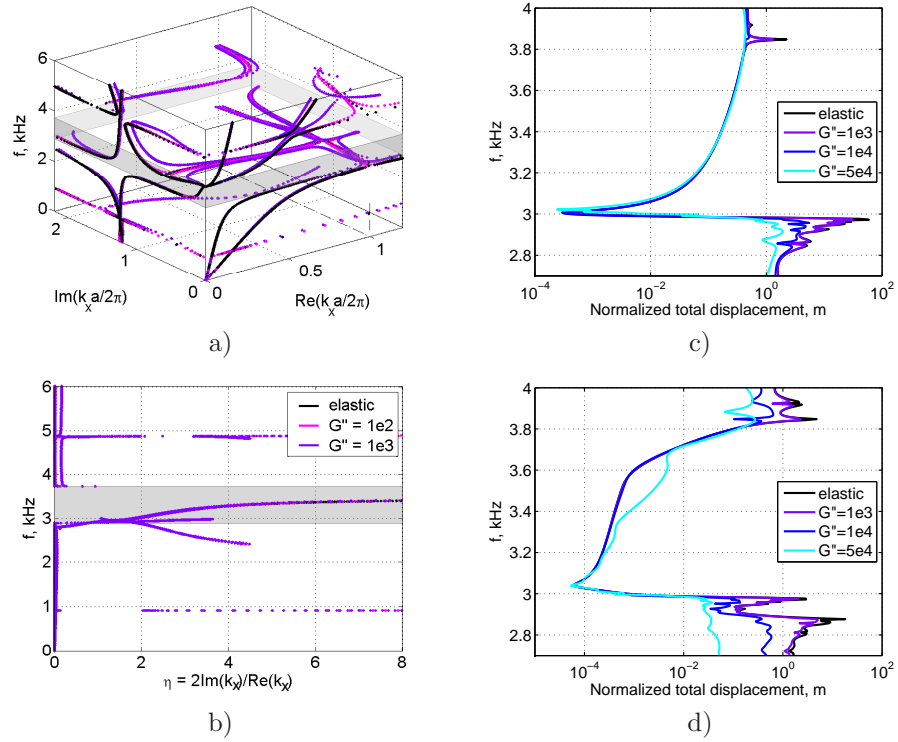 6
4
2
0
f, kHz
2
1
0
Im(k_x a/2π)
0
0.5
1
Re(k_x a/2π)
a)
4
3.8
3.6
3.4
3.2
3
2.8
f, kHz
elastic
G"=1e3
G"=1e4
G"=5e4
10^-4
10^-2
10^0
10^2
Normalized total displacement, m
c)
6
5
4
3
2
1
0
f, kHz
elastic
G" = 1e2
G" = 1e3
0
2
4
6
8
η = 2Im(k_x)/Re(k_x)
b)
4
3.8
3.6
3.4
3.2
3
2.8
f, kHz
elastic
G"=1e3
G"=1e4
G"=5e4
10^-4
10^-2
10^0
10^2
Normalized total displacement, m
d)